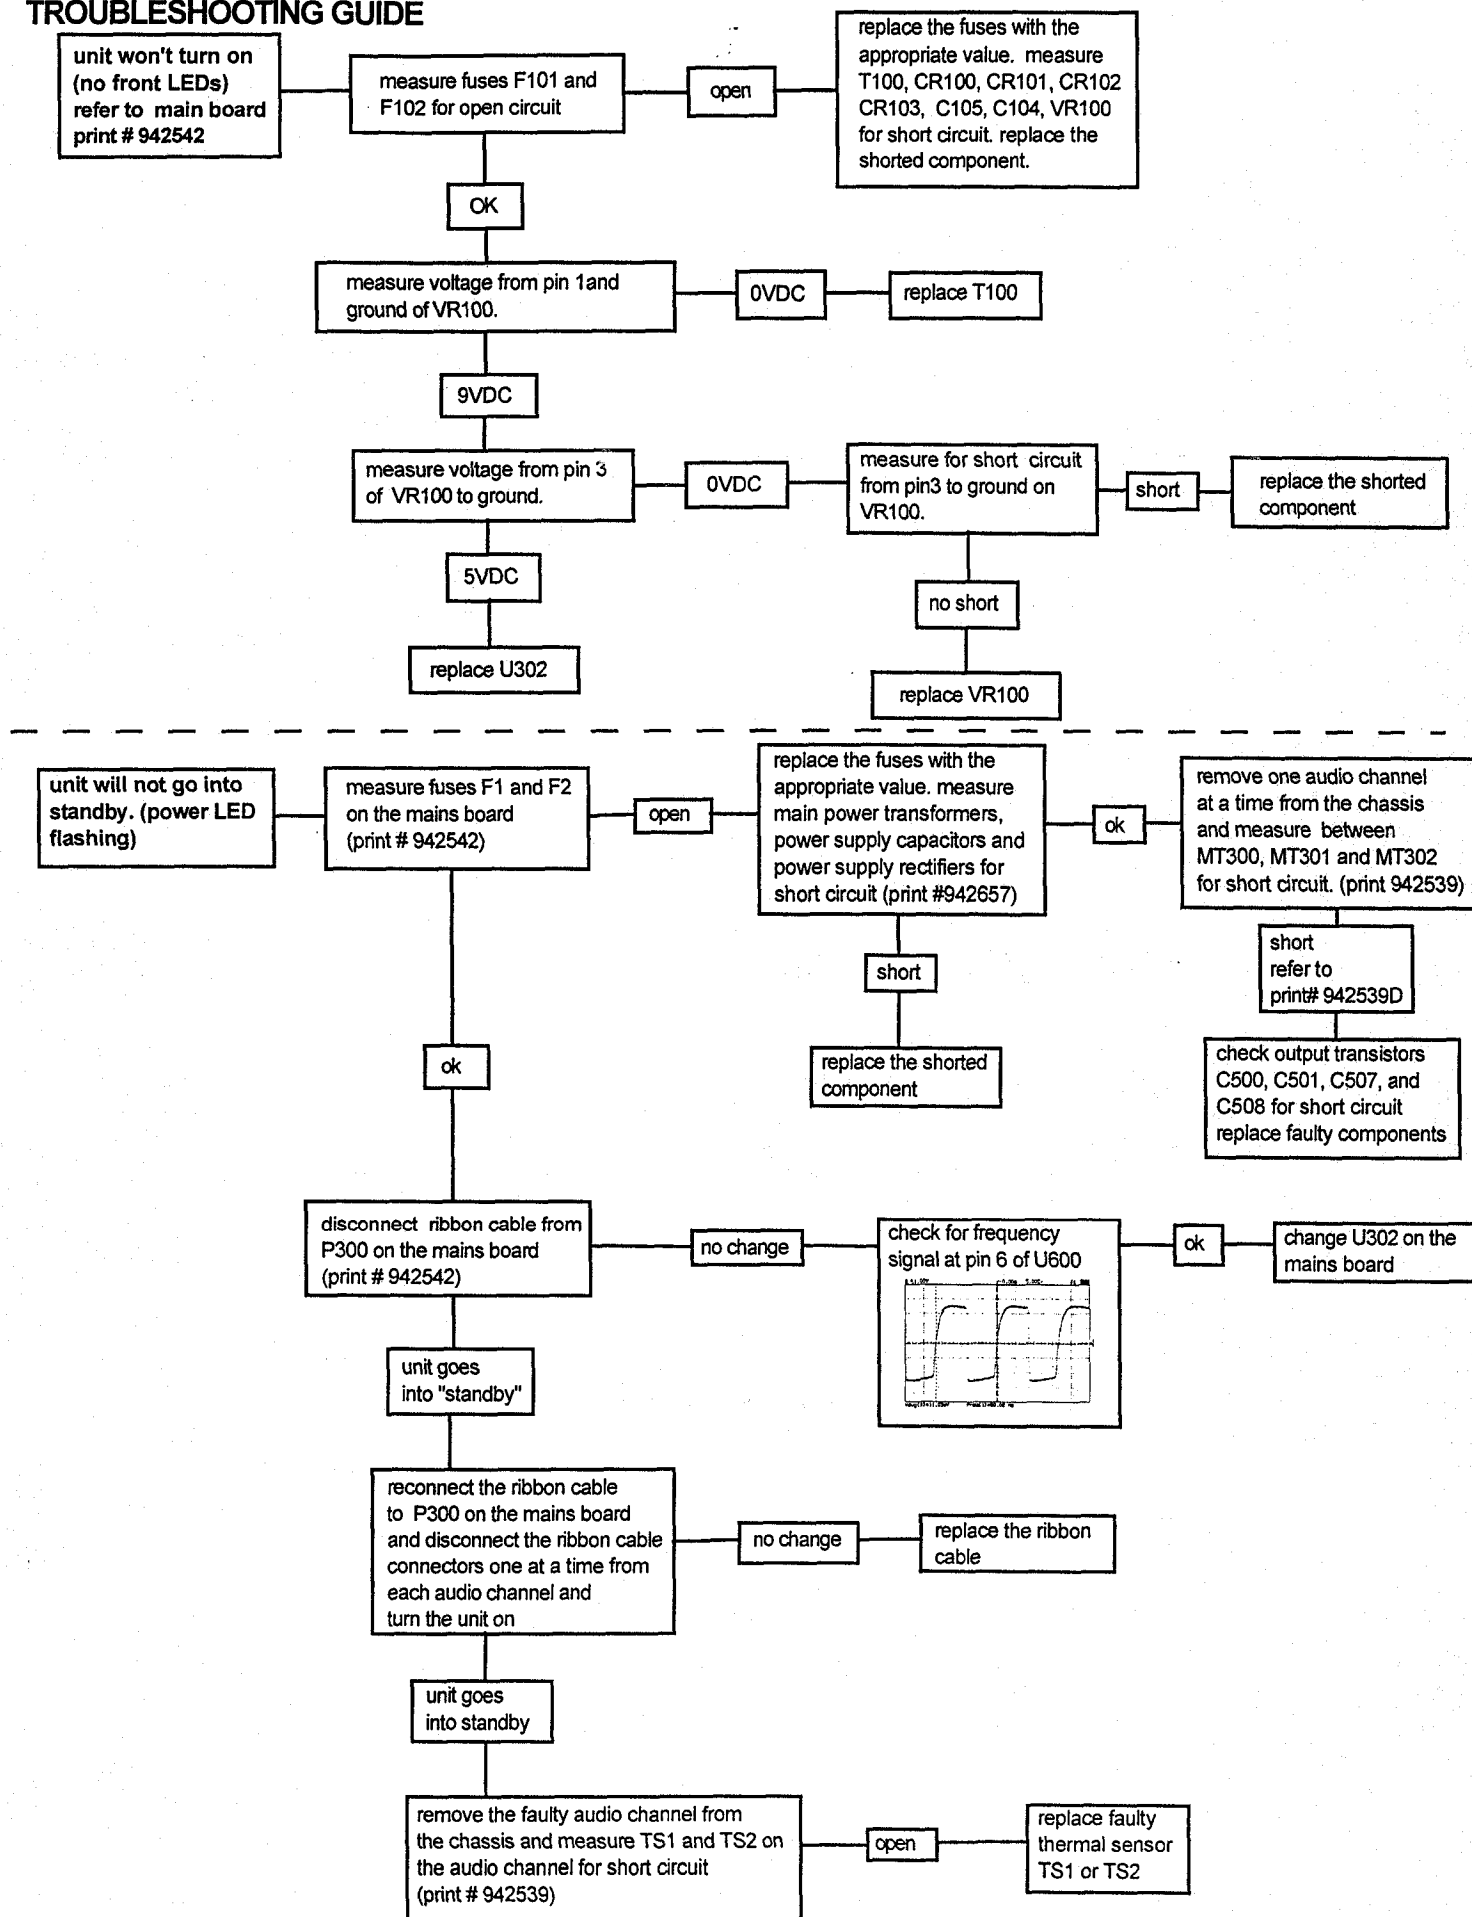 TROUBLESHOOTING GUIDE
unit won't turn on
(no front LEDs)
refer to main board
print # 942542
measure fuses F101 and
F102 for open circuit
open
replace the fuses with the
appropriate value. measure
T100, CR100, CR101, CR102
CR103, C105, C104, VR100
for short circuit. replace the
shorted component.
OK
measure voltage from pin 1and
ground of VR100.
0VDC
replace T100
9VDC
measure voltage from pin 3
of VR100 to ground.
0VDC
measure for short circuit
from pin3 to ground on
VR100.
short
replace the shorted
component
5VDC
no short
replace U302
replace VR100
unit will not go into
standby. (power LED
flashing)
measure fuses F1 and F2
on the mains board
(print # 942542)
open
replace the fuses with the
appropriate value. measure
main power transformers,
power supply capacitors and
power supply rectifiers for
short circuit (print #942657)
ok
remove one audio channel
at a time from the chassis
and measure between
MT300, MT301 and MT302
for short circuit. (print 942539)
short
replace the shorted
component
short
refer to
print# 942539D
check output transistors
C500, C501, C507, and
C508 for short circuit
replace faulty components
ok
disconnect ribbon cable from
P300 on the mains board
(print # 942542)
no change
check for frequency
signal at pin 6 of U600
ok
change U302 on the
mains board
unit goes
into "standby"
reconnect the ribbon cable
to P300 on the mains board
and disconnect the ribbon cable
connectors one at a time from
each audio channel and
turn the unit on
no change
replace the ribbon
cable
unit goes
into standby
remove the faulty audio channel from
the chassis and measure TS1 and TS2 on
the audio channel for short circuit
(print # 942539)
open
replace faulty
thermal sensor
TS1 or TS2